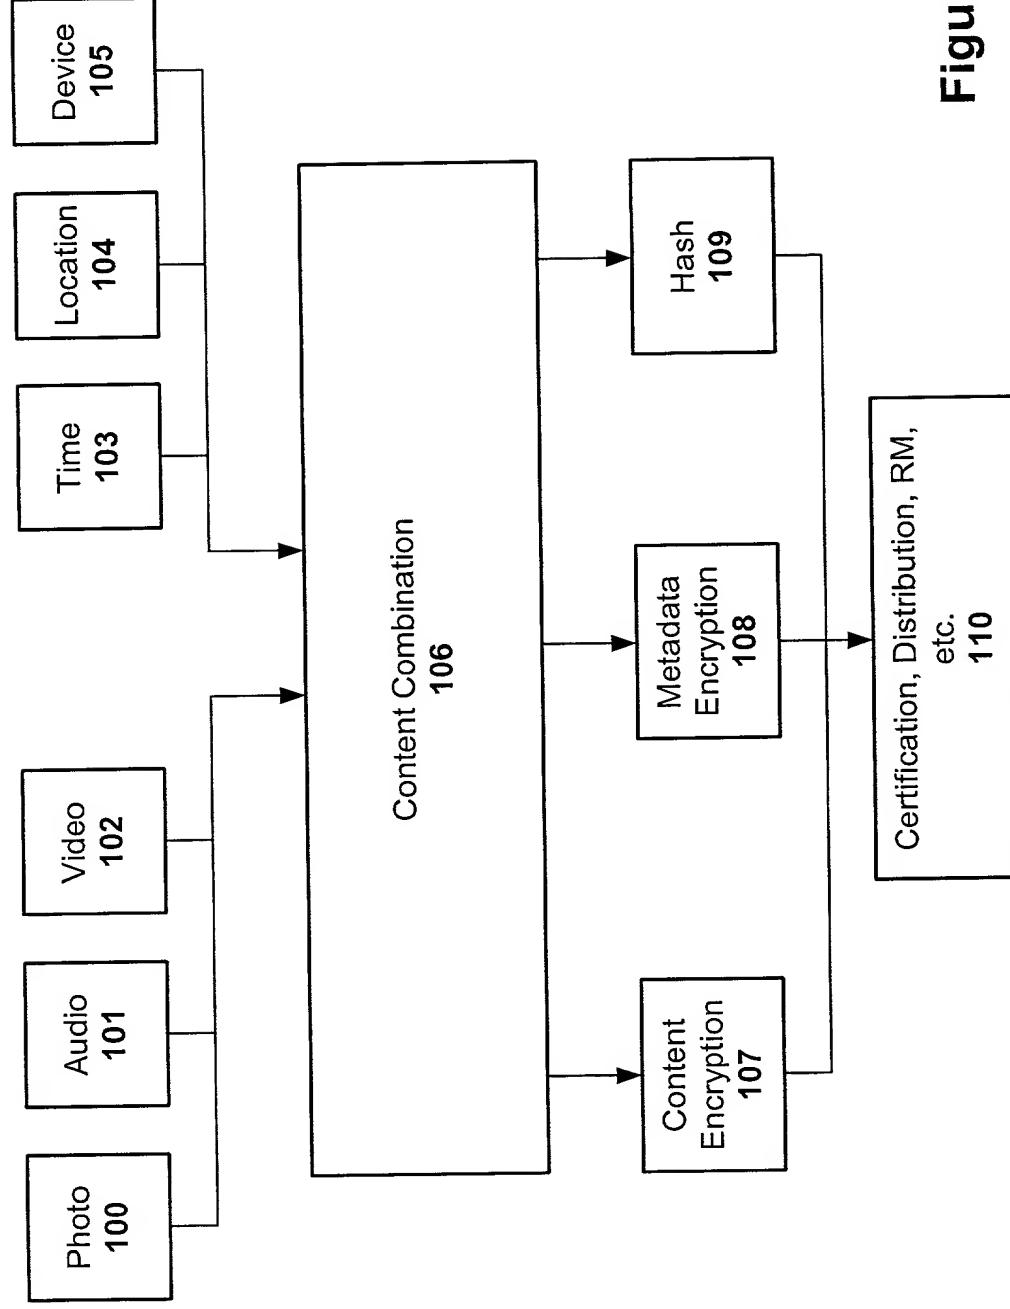 Photo
100
Audio
101
Video
102
Time
103
Location
104
Device
105
Content Combination
106
Content
Encryption
107
Metadata
Encryption
108
Hash
109
Certification, Distribution, RM,
etc.
110
Figu